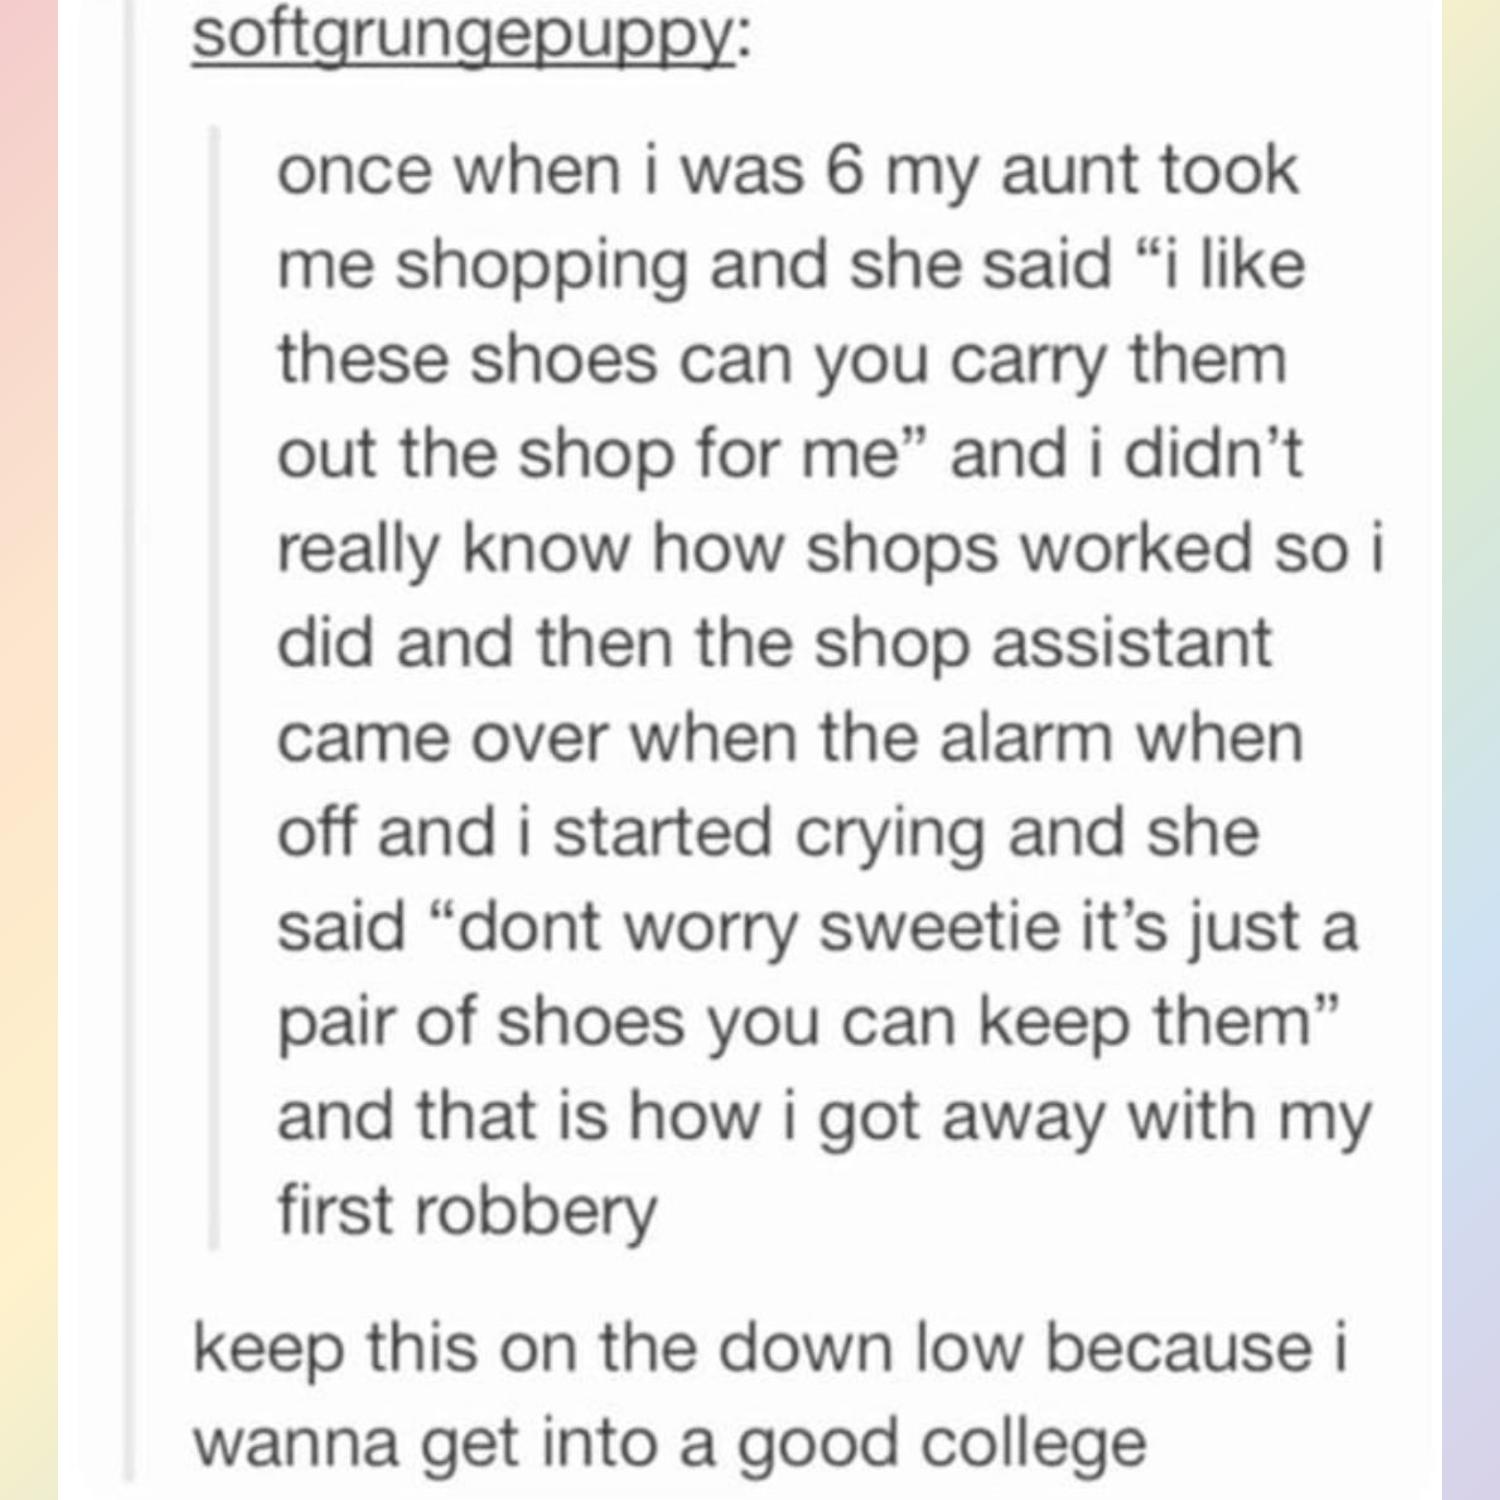 softgrungepuppy:
once when i was 6 my aunt took
me shopping and she said “i like
these shoes can you carry them
out the shop for me” and i didn’t
really know how shops worked so i
did and then the shop assistant
came over when the alarm when
off and i started crying and she
said “dont worry sweetie it’s just a
pair of shoes you can keep them”
and that is how i got away with my
first robbery
keep this on the down low because i
wanna get into a good college